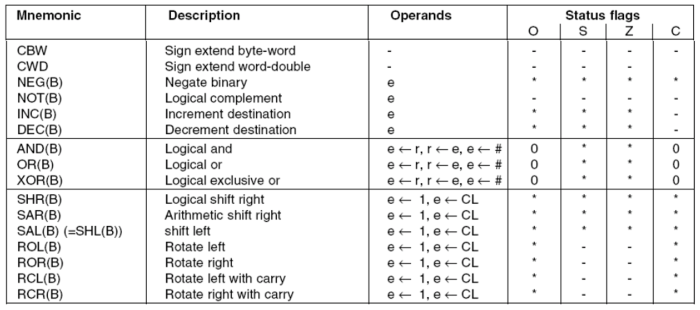 Mnemonic Description Operands Status flags
O S Z C
CBW Sign extend byte-word - - - - -
CWD Sign extend word-double - - - - -
NEG(B) Negate binary e * * * *
NOT(B) Logical complement e - - - -
INC(B) Increment destination e * * * -
DEC(B) Decrement destination e * * * -
AND(B) Logical and e ← r, r ← e, e ← # 0 * * 0
OR(B) Logical or e ← r, r ← e, e ← # 0 * * 0
XOR(B) Logical exclusive or e ← r, r ← e, e ← # 0 * * 0
SHR(B) Logical shift right e ← 1, e ← CL * * * *
SAR(B) Arithmetic shift right e ← 1, e ← CL * * * *
SAL(B) (=SHL(B)) shift left e ← 1, e ← CL * * * *
ROL(B) Rotate left e ← 1, e ← CL * - - *
ROR(B) Rotate right e ← 1, e ← CL * - - *
RCL(B) Rotate left with carry e ← 1, e ← CL * - - *
RCR(B) Rotate right with carry e ← 1, e ← CL * - - *